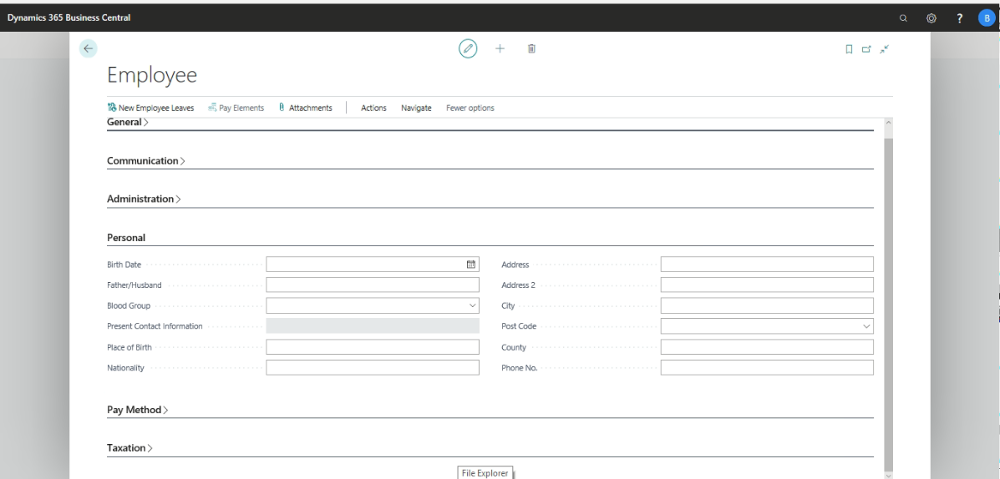 Dynamics 365 Business Central
? B
Employee
New Employee Leaves Pay Elements Attachments Actions Navigate Fewer options
General
Communication
Administration
Personal
Birth Date Address
Father/Husband Address 2
Blood Group City
Present Contact Information Post Code
Place of Birth County
Nationality Phone No.
Pay Method
Taxation
File Explorer